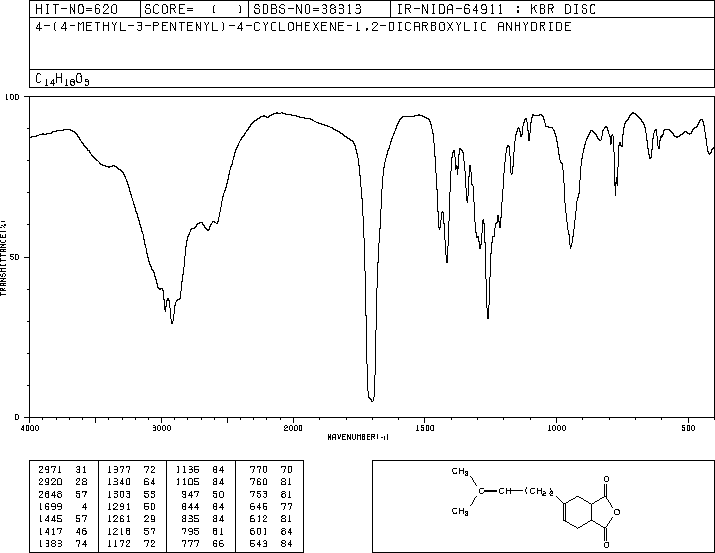 HIT-NO=620 SCORE= ( ) SDBS-NO=38313 IR-NIDA-64911 : KBR DISC
4-(4-METHYL-3-PENTENYL)-4-CYCLOHEXENE-1,2-DICARBOXYLIC ANHYDRIDE
C14H18O3
100
50
0
TRANSMITTANCE(%)
4000 3000 2000 1500 1000 500
WAVENUMBER(-1)
2971 31 1377 72 1136 84 770 70
2920 28 1340 64 1105 84 760 81
2648 57 1303 55 947 50 753 81
1699 4 1291 50 844 84 646 77
1445 57 1261 29 835 84 612 81
1417 46 1218 57 795 81 601 84
1383 74 1172 72 777 66 543 84
CH3
C=CH-(CH2)2
CH3
O
O
O